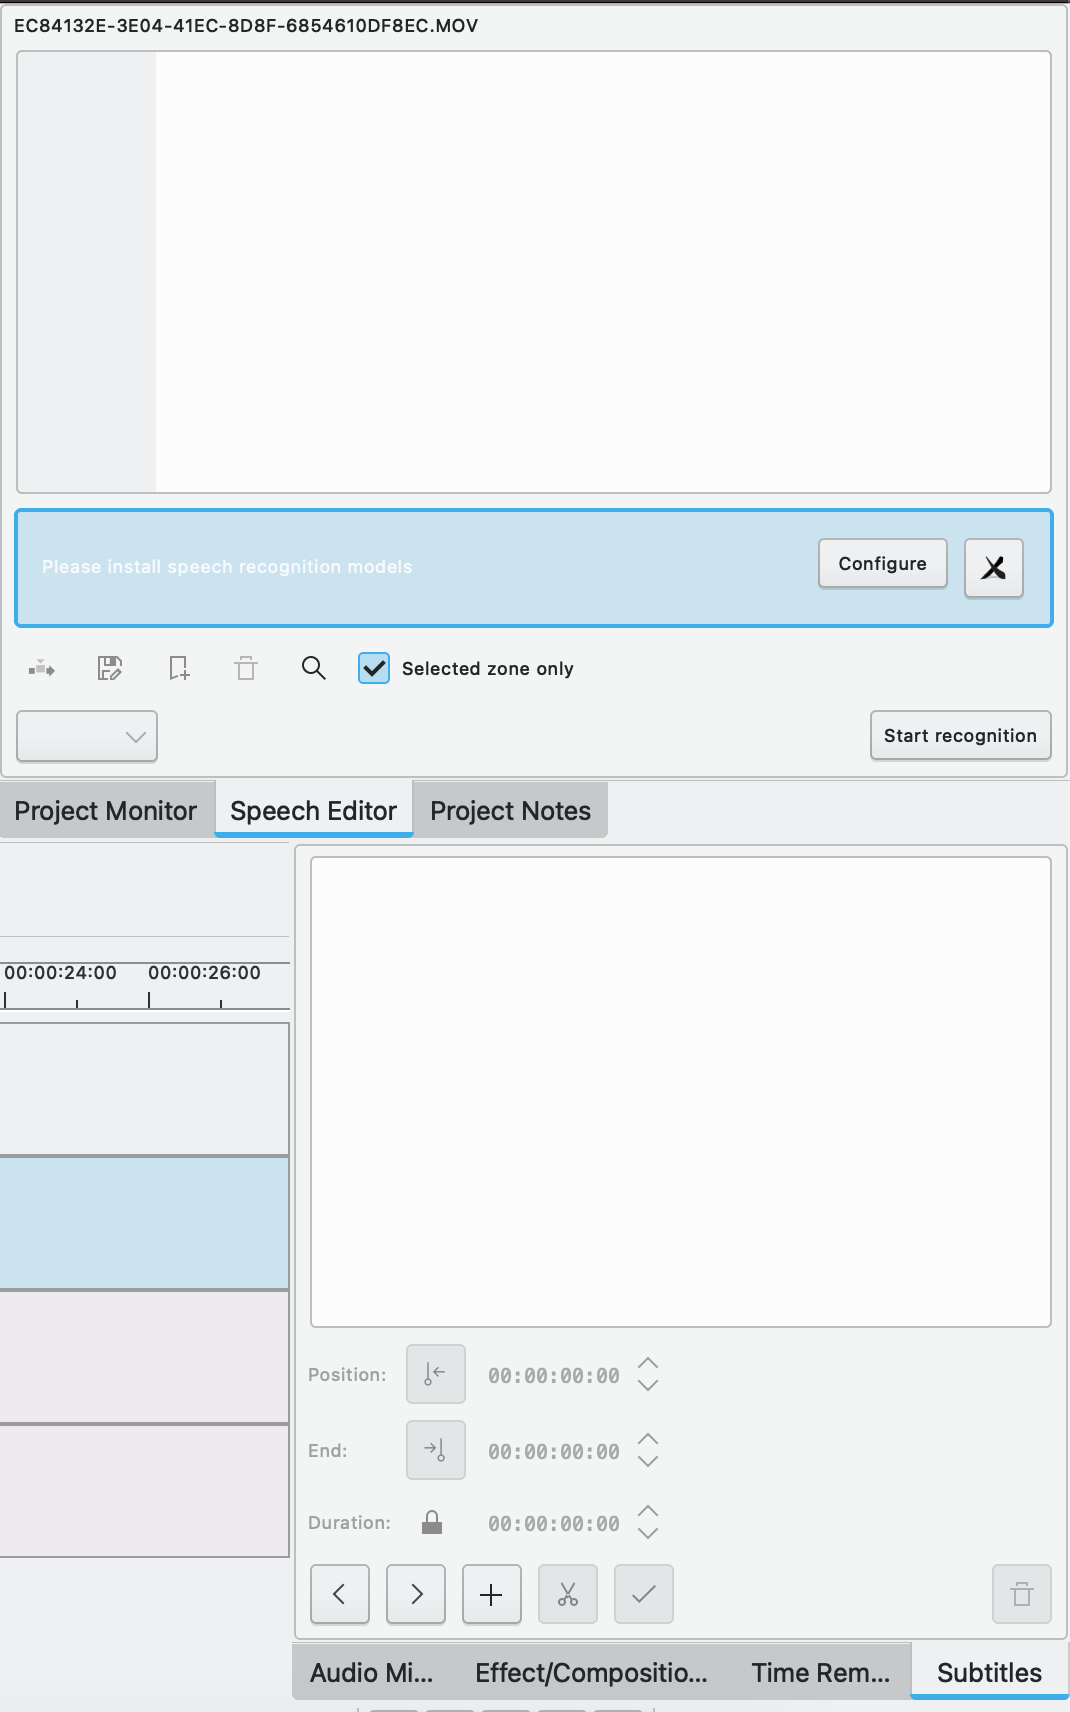 EC84132E-3E04-41EC-8D8F-6854610DF8EC.MOV
Please install speech recognition models
Configure
Selected zone only
Start recognition
Project Monitor
Speech Editor
Project Notes
00:00:24:00
00:00:26:00
Position:
00:00:00:00
End:
00:00:00:00
Duration:
00:00:00:00
Audio Mi...
Effect/Compositio...
Time Rem...
Subtitles